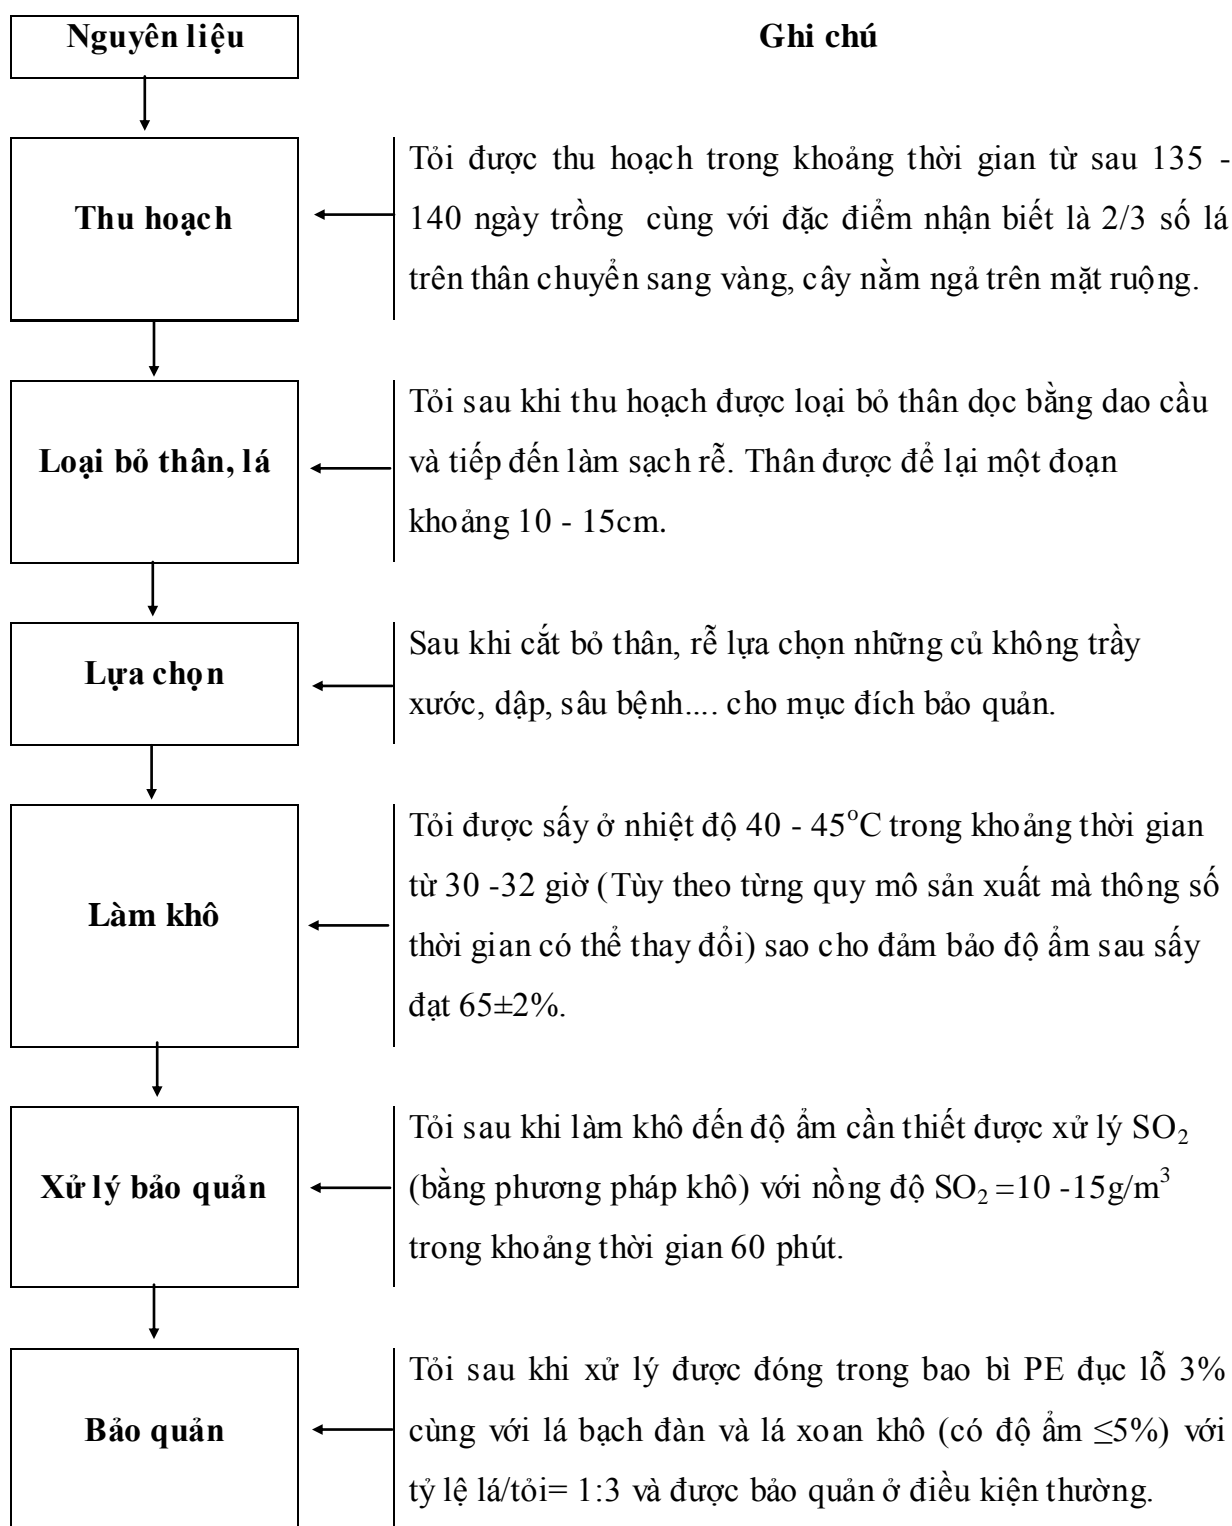 Nguyên liệu
Ghi chú
Thu hoạch
Tỏi được thu hoạch trong khoảng thời gian từ sau 135 -
140 ngày trồng cùng với đặc điểm nhận biết là 2/3 số lá
trên thân chuyển sang vàng, cây nằm ngả trên mặt ruộng.
Loại bỏ thân, lá
Tỏi sau khi thu hoạch được loại bỏ thân dọc bằng dao cầu
và tiếp đến làm sạch rễ. Thân được để lại một đoạn
khoảng 10 - 15cm.
Lựa chọn
Sau khi cắt bỏ thân, rễ lựa chọn những củ không trầy
xước, dập, sâu bệnh.... cho mục đích bảo quản.
Làm khô
Tỏi được sấy ở nhiệt độ 40 - 45°C trong khoảng thời gian
từ 30 -32 giờ (Tùy theo từng quy mô sản xuất mà thông số
thời gian có thể thay đổi) sao cho đảm bảo độ ẩm sau sấy
đạt 65±2%.
Xử lý bảo quản
Tỏi sau khi làm khô đến độ ẩm cần thiết được xử lý SO₂
(bằng phương pháp khô) với nồng độ SO₂ =10 -15g/m³
trong khoảng thời gian 60 phút.
Bảo quản
Tỏi sau khi xử lý được đóng trong bao bì PE đục lỗ 3%
cùng với lá bạch đàn và lá xoan khô (có độ ẩm ≤5%) với
tỷ lệ lá/tỏi= 1:3 và được bảo quản ở điều kiện thường.